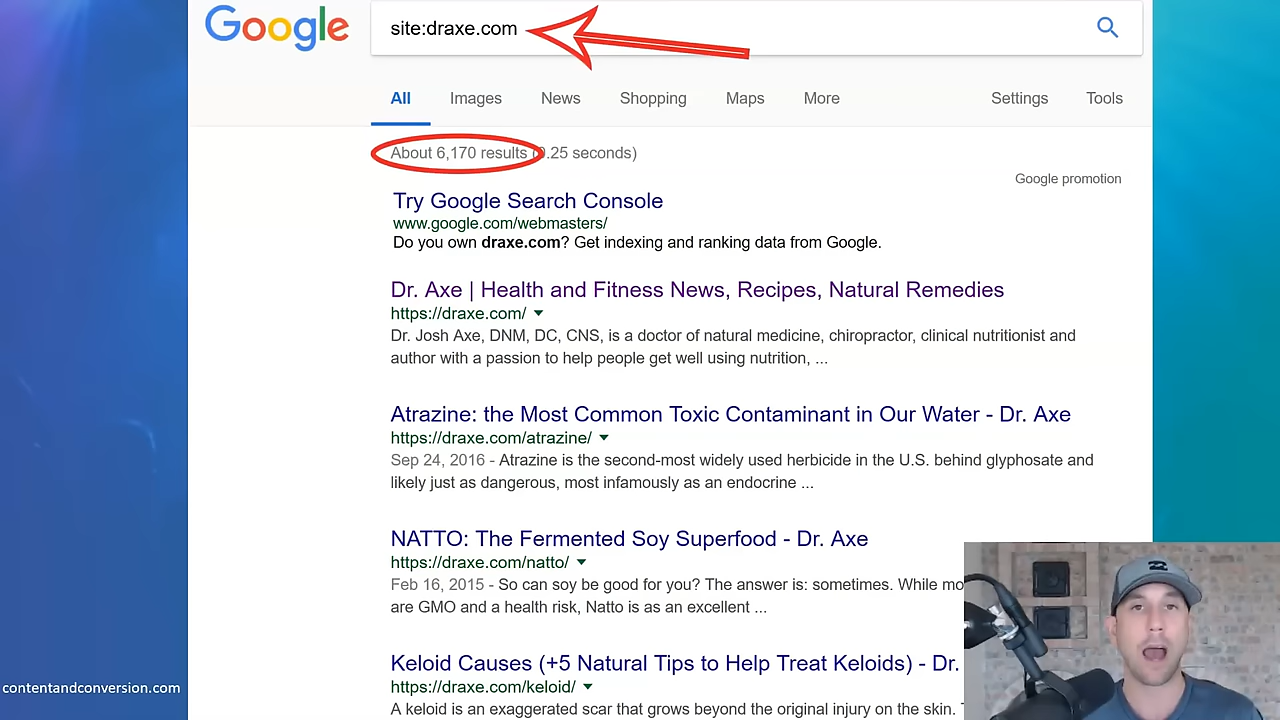 Google
site:draxe.com
All Images News Shopping Maps More Settings Tools
About 6,170 results (0.25 seconds)
Google promotion
Try Google Search Console
www.google.com/webmasters/
Do you own draxe.com? Get indexing and ranking data from Google.
Dr. Axe | Health and Fitness News, Recipes, Natural Remedies
https://draxe.com/
Dr. Josh Axe, DNM, DC, CNS, is a doctor of natural medicine, chiropractor, clinical nutritionist and
author with a passion to help people get well using nutrition, ...
Atrazine: the Most Common Toxic Contaminant in Our Water - Dr. Axe
https://draxe.com/atrazine/
Sep 24, 2016 - Atrazine is the second-most widely used herbicide in the U.S. behind glyphosate and
likely just as dangerous, most infamously as an endocrine ...
NATTO: The Fermented Soy Superfood - Dr. Axe
https://draxe.com/natto/
Feb 16, 2015 - So can soy be good for you? The answer is: sometimes. While mo
are GMO and a health risk, Natto is as an excellent ...
Keloid Causes (+5 Natural Tips to Help Treat Keloids) - Dr.
https://draxe.com/keloid/
A keloid is an exaggerated scar that grows beyond the original injury on the skin.
contentandconversion.com